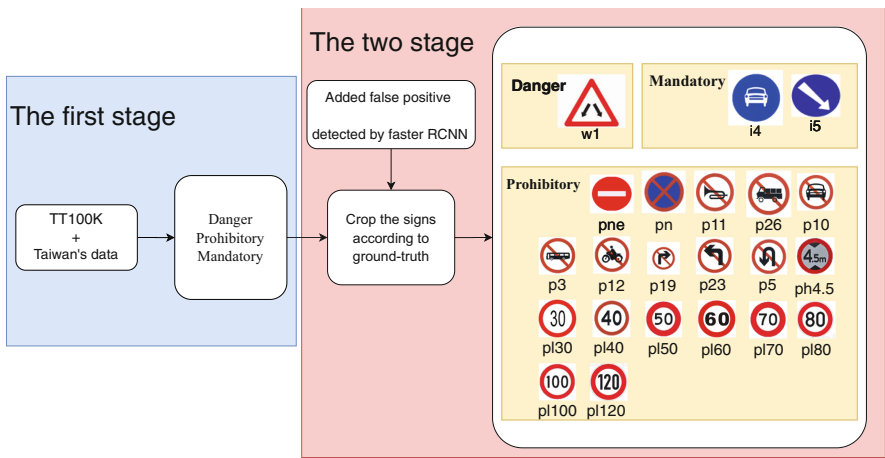 The first stage
TT100K
+
Taiwan's data
Danger
Prohibitory
Mandatory
The two stage
Added false positive
detected by faster RCNN
Crop the signs
according to
ground-truth
Danger
w1
Mandatory
i4 i5
Prohibitory
pne pn p11 p26 p10
4.5m
p3 p12 p19 p23 p5 ph4.5
30 40 50 60 70 80
pl30 pl40 pl50 pl60 pl70 pl80
100 120
pl100 pl120